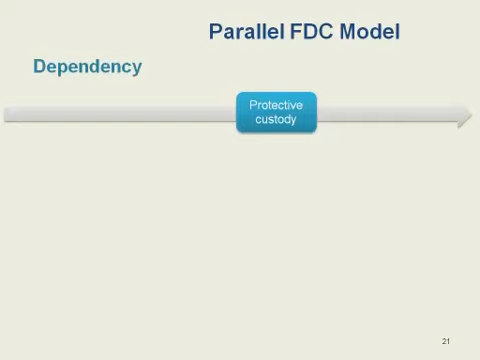 Parallel FDC Model
Dependency
Protective
custody
21